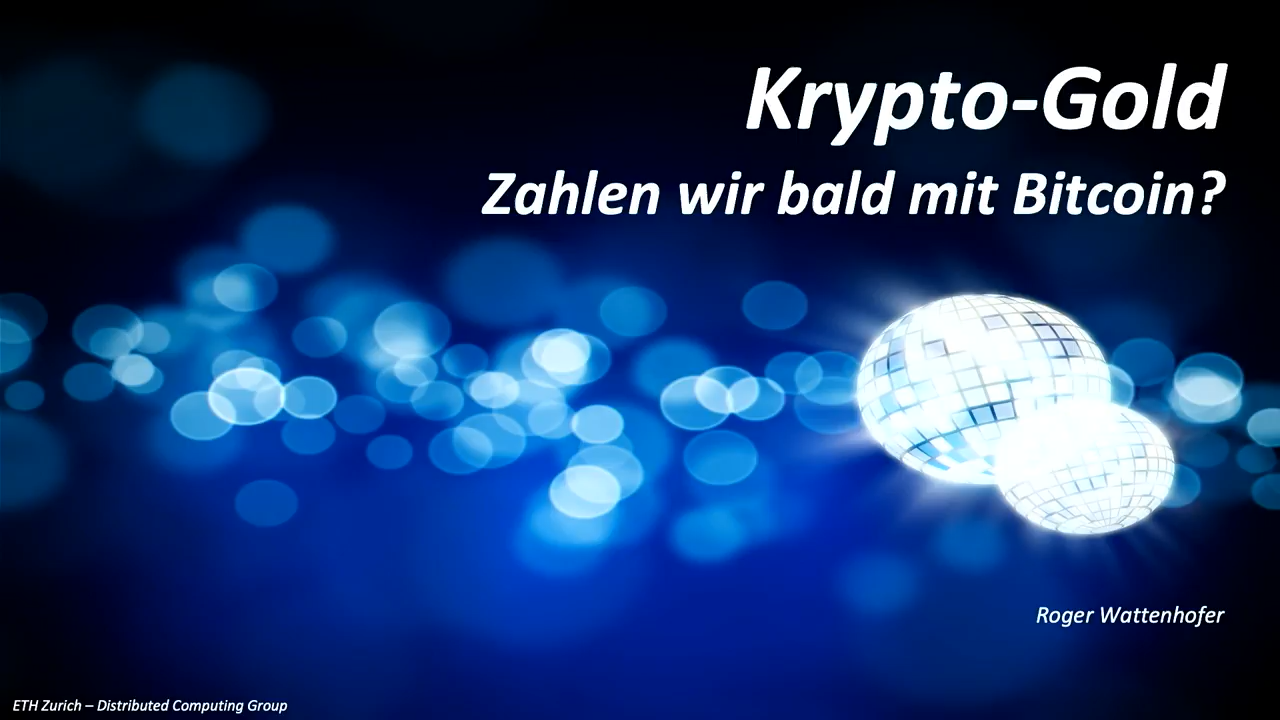 Krypto-Gold
Zahlen wir bald mit Bitcoin?
Roger Wattenhofer
ETH Zurich – Distributed Computing Group